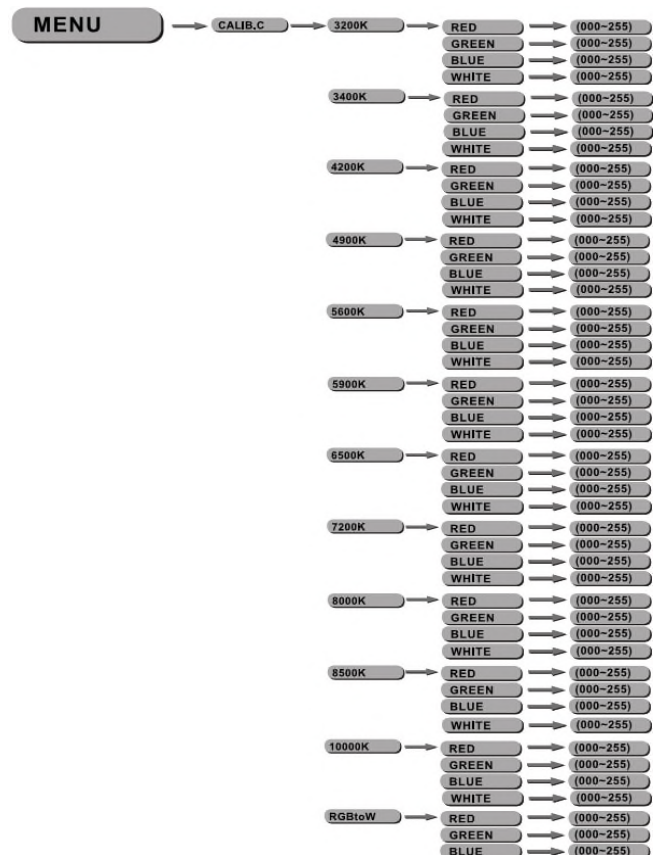 MENU CALIB.C 3200K RED (000~255)
GREEN (000~255)
BLUE (000~255)
WHITE (000~255)
3400K RED (000~255)
GREEN (000~255)
BLUE (000~255)
WHITE (000~255)
4200K RED (000~255)
GREEN (000~255)
BLUE (000~255)
WHITE (000~255)
4900K RED (000~255)
GREEN (000~255)
BLUE (000~255)
WHITE (000~255)
5600K RED (000~255)
GREEN (000~255)
BLUE (000~255)
WHITE (000~255)
5900K RED (000~255)
GREEN (000~255)
BLUE (000~255)
WHITE (000~255)
6500K RED (000~255)
GREEN (000~255)
BLUE (000~255)
WHITE (000~255)
7200K RED (000~255)
GREEN (000~255)
BLUE (000~255)
WHITE (000~255)
8000K RED (000~255)
GREEN (000~255)
BLUE (000~255)
WHITE (000~255)
8500K RED (000~255)
GREEN (000~255)
BLUE (000~255)
WHITE (000~255)
10000K RED (000~255)
GREEN (000~255)
BLUE (000~255)
WHITE (000~255)
RGBtoW RED (000~255)
GREEN (000~255)
BLUE (000~255)